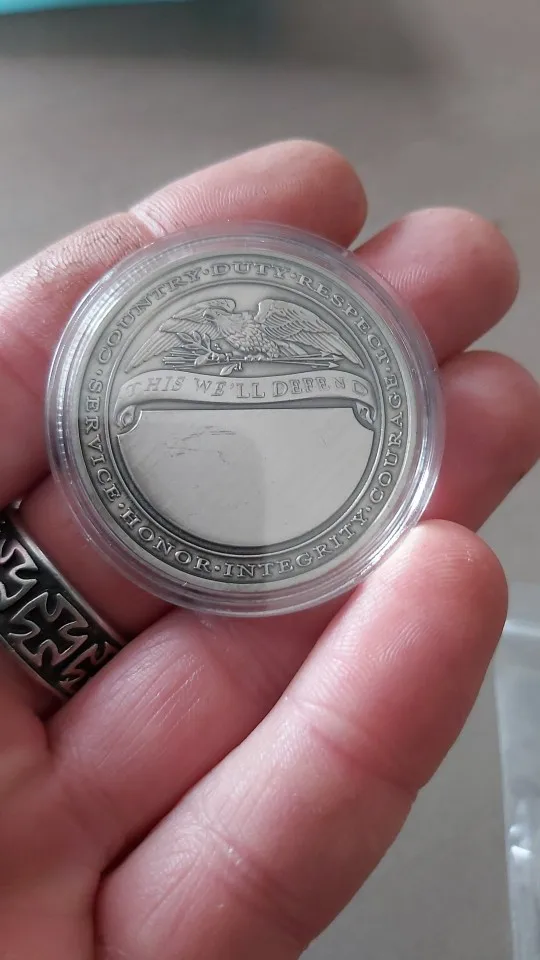 COUNTRY·DUTY·RESPECT·COURAGE·INTEGRITY·HONOR·SERVICE·
THIS WE'LL DEFEND